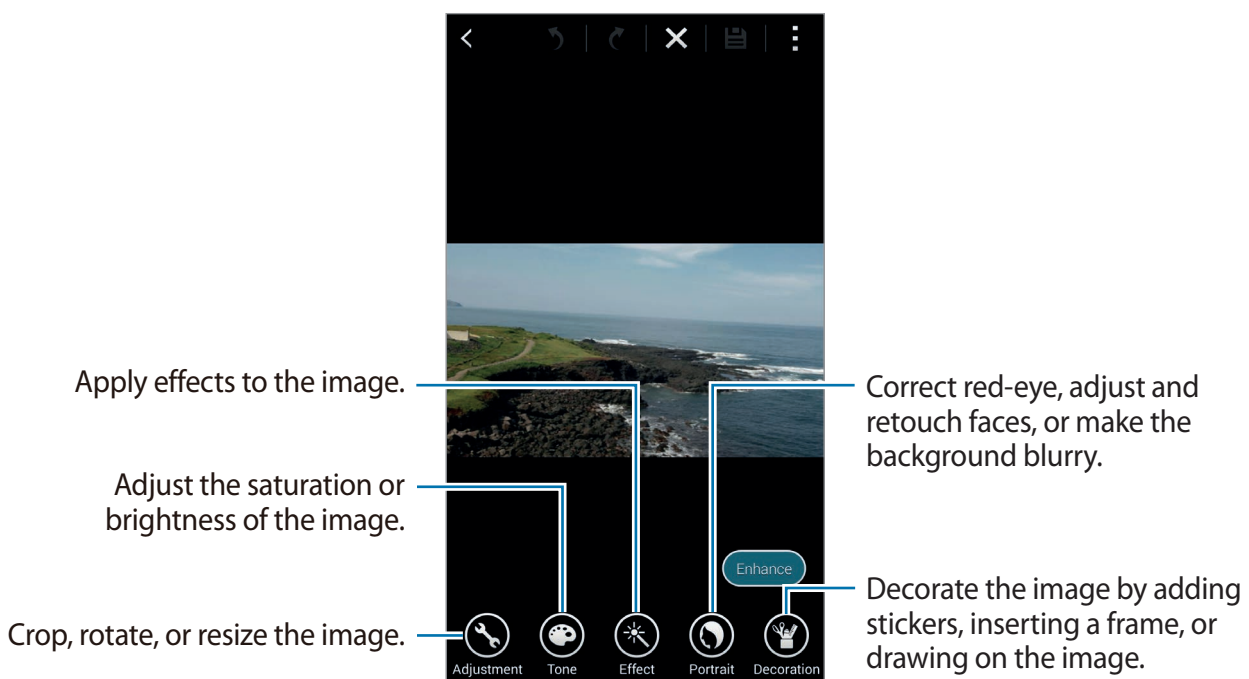 Apply effects to the image.
Adjust the saturation or
brightness of the image.
Crop, rotate, or resize the image.
Correct red-eye, adjust and
retouch faces, or make the
background blurry.
Enhance
Decorate the image by adding
stickers, inserting a frame, or
drawing on the image.
Adjustment
Tone
Effect
Portrait
Decoration